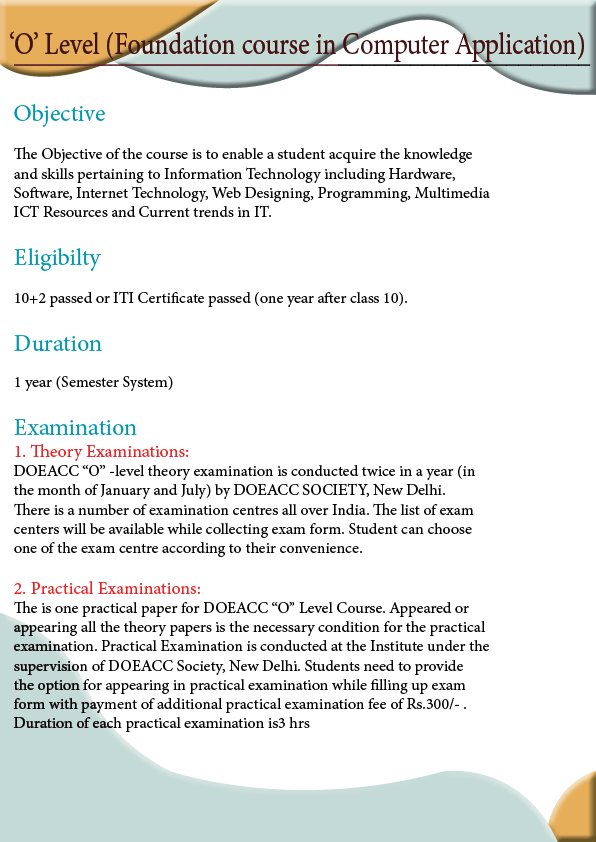 ‘O’ Level (Foundation course in Computer Application)
Objective
The Objective of the course is to enable a student acquire the knowledge
and skills pertaining to Information Technology including Hardware,
Software, Internet Technology, Web Designing, Programming, Multimedia
ICT Resources and Current trends in IT.
Eligibilty
10+2 passed or ITI Certificate passed (one year after class 10).
Duration
1 year (Semester System)
Examination
1. Theory Examinations:
DOEACC “O” -level theory examination is conducted twice in a year (in
the month of January and July) by DOEACC SOCIETY, New Delhi.
There is a number of examination centres all over India. The list of exam
centers will be available while collecting exam form. Student can choose
one of the exam centre according to their convenience.
2. Practical Examinations:
The is one practical paper for DOEACC “O” Level Course. Appeared or
appearing all the theory papers is the necessary condition for the practical
examination. Practical Examination is conducted at the Institute under the
supervision of DOEACC Society, New Delhi. Students need to provide
the option for appearing in practical examination while filling up exam
form with payment of additional practical examination fee of Rs.300/- .
Duration of each practical examination is3 hrs